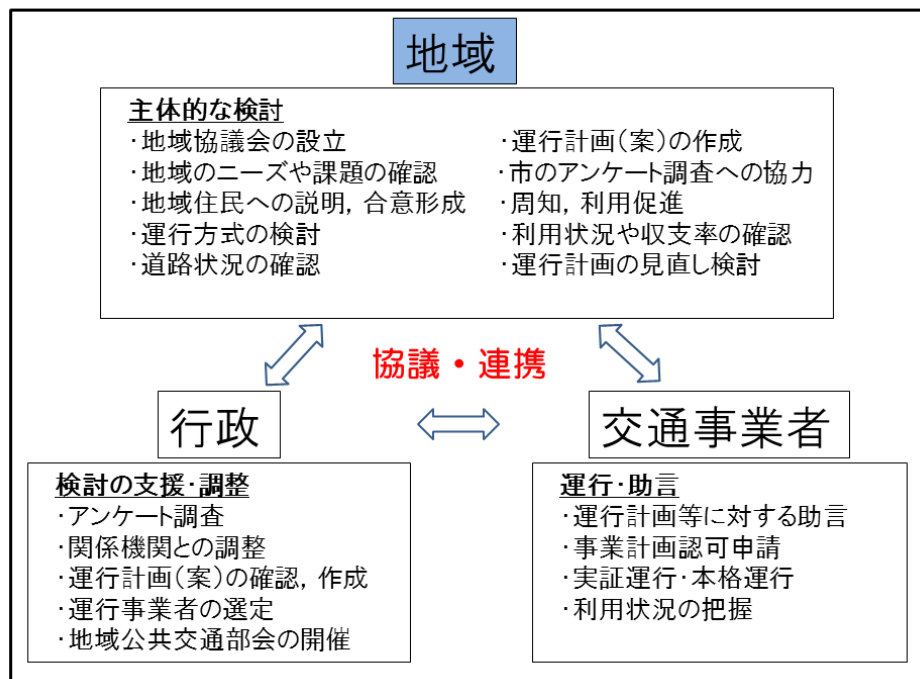 地域
主体的な検討
・地域協議会の設立
・地域のニーズや課題の確認
・地域住民への説明, 合意形成
・運行方式の検討
・道路状況の確認
・運行計画(案)の作成
・市のアンケート調査への協力
・周知, 利用促進
・利用状況や収支率の確認
・運行計画の見直し検討
協議・連携
行政
検討の支援・調整
・アンケート調査
・関係機関との調整
・運行計画(案)の確認, 作成
・運行事業者の選定
・地域公共交通部会の開催
交通事業者
運行・助言
・運行計画等に対する助言
・事業計画認可申請
・実証運行・本格運行
・利用状況の把握